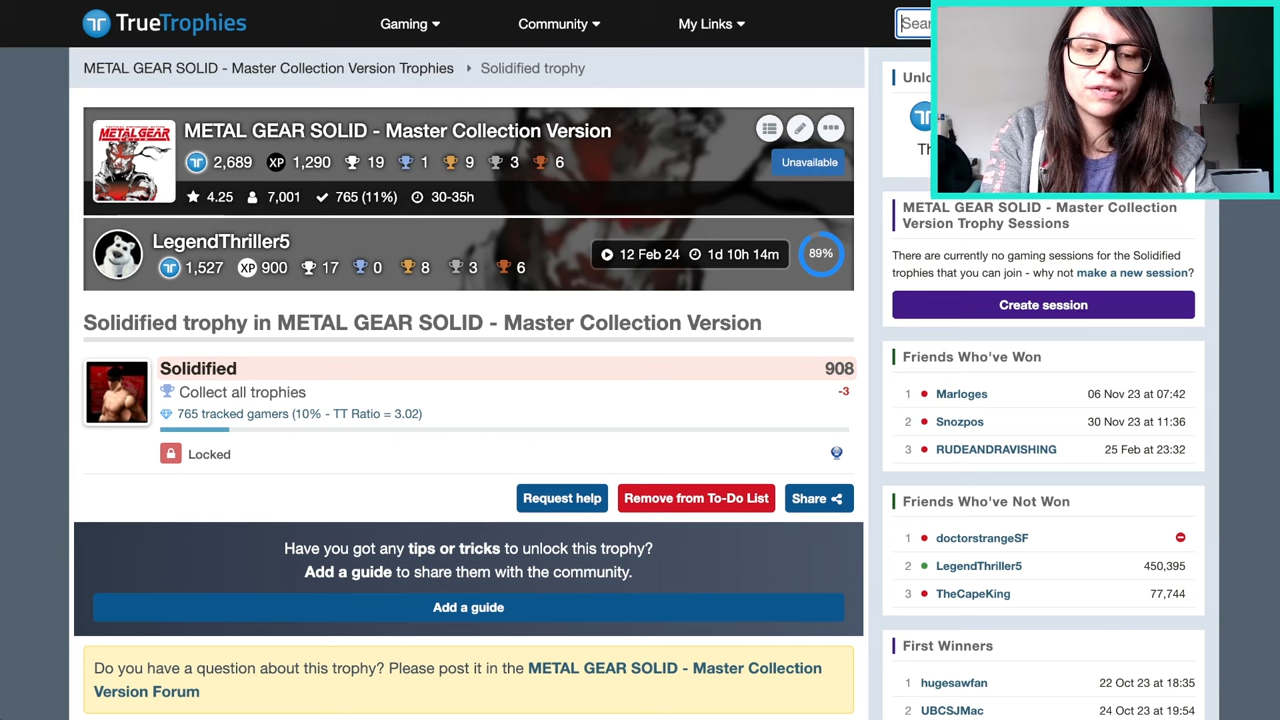 TrueTrophies
Gaming
Community
My Links
Sear
METAL GEAR SOLID - Master Collection Version Trophies
Solidified trophy
METAL GEAR SOLID
METAL GEAR SOLID - Master Collection Version
2,689 XP 1,290 19 1 9 3 6
Unavailable
4.25 7,001 765 (11%) 30-35h
LegendThriller5
1,527 XP 900 17 0 8 3 6
12 Feb 24 1d 10h 14m
89%
Solidified trophy in METAL GEAR SOLID - Master Collection Version
Solidified
908
Collect all trophies
-3
765 tracked gamers (10% - TT Ratio = 3.02)
Locked
Request help
Remove from To-Do List
Share
Have you got any tips or tricks to unlock this trophy?
Add a guide to share them with the community.
Add a guide
Do you have a question about this trophy? Please post it in the METAL GEAR SOLID - Master Collection
Version Forum
Unlo
Th
METAL GEAR SOLID - Master Collection
Version Trophy Sessions
There are currently no gaming sessions for the Solidified
trophies that you can join - why not make a new session?
Create session
Friends Who've Won
1 Marloges 06 Nov 23 at 07:42
2 Snozpos 30 Nov 23 at 11:36
3 RUDEANDRAVISHING 25 Feb at 23:32
Friends Who've Not Won
1 doctorstrangeSF
2 LegendThriller5 450,395
3 TheCapeKing 77,744
First Winners
1 hugesawfan 22 Oct 23 at 18:35
2 UBCSJMac 24 Oct 23 at 19:54